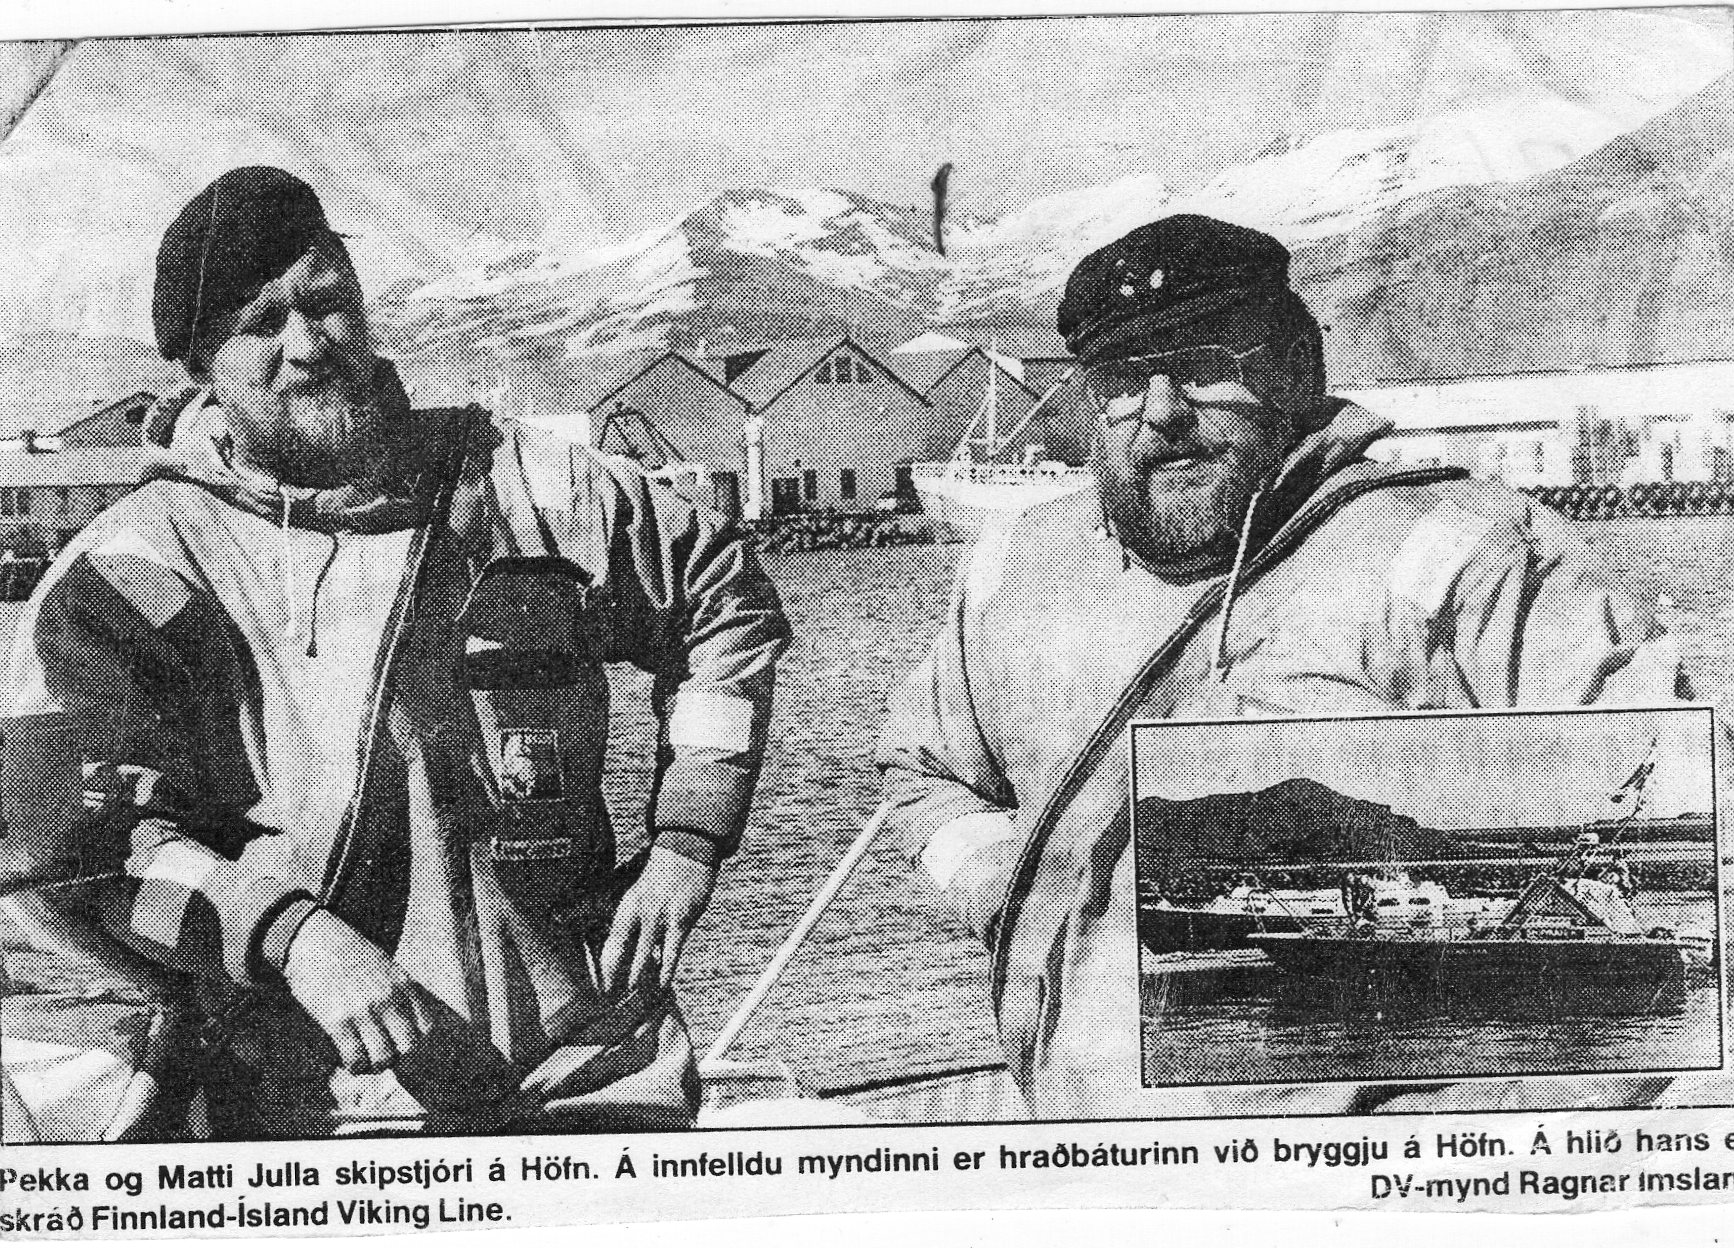 Pekka og Matti Julla skipstjóri á Höfn. Á innfelldu myndinni er hraðbáturinn við bryggju á Höfn. Á hlið hans e
skráð Finnland-Ísland Viking Line.
DV-mynd Ragnar Imslan